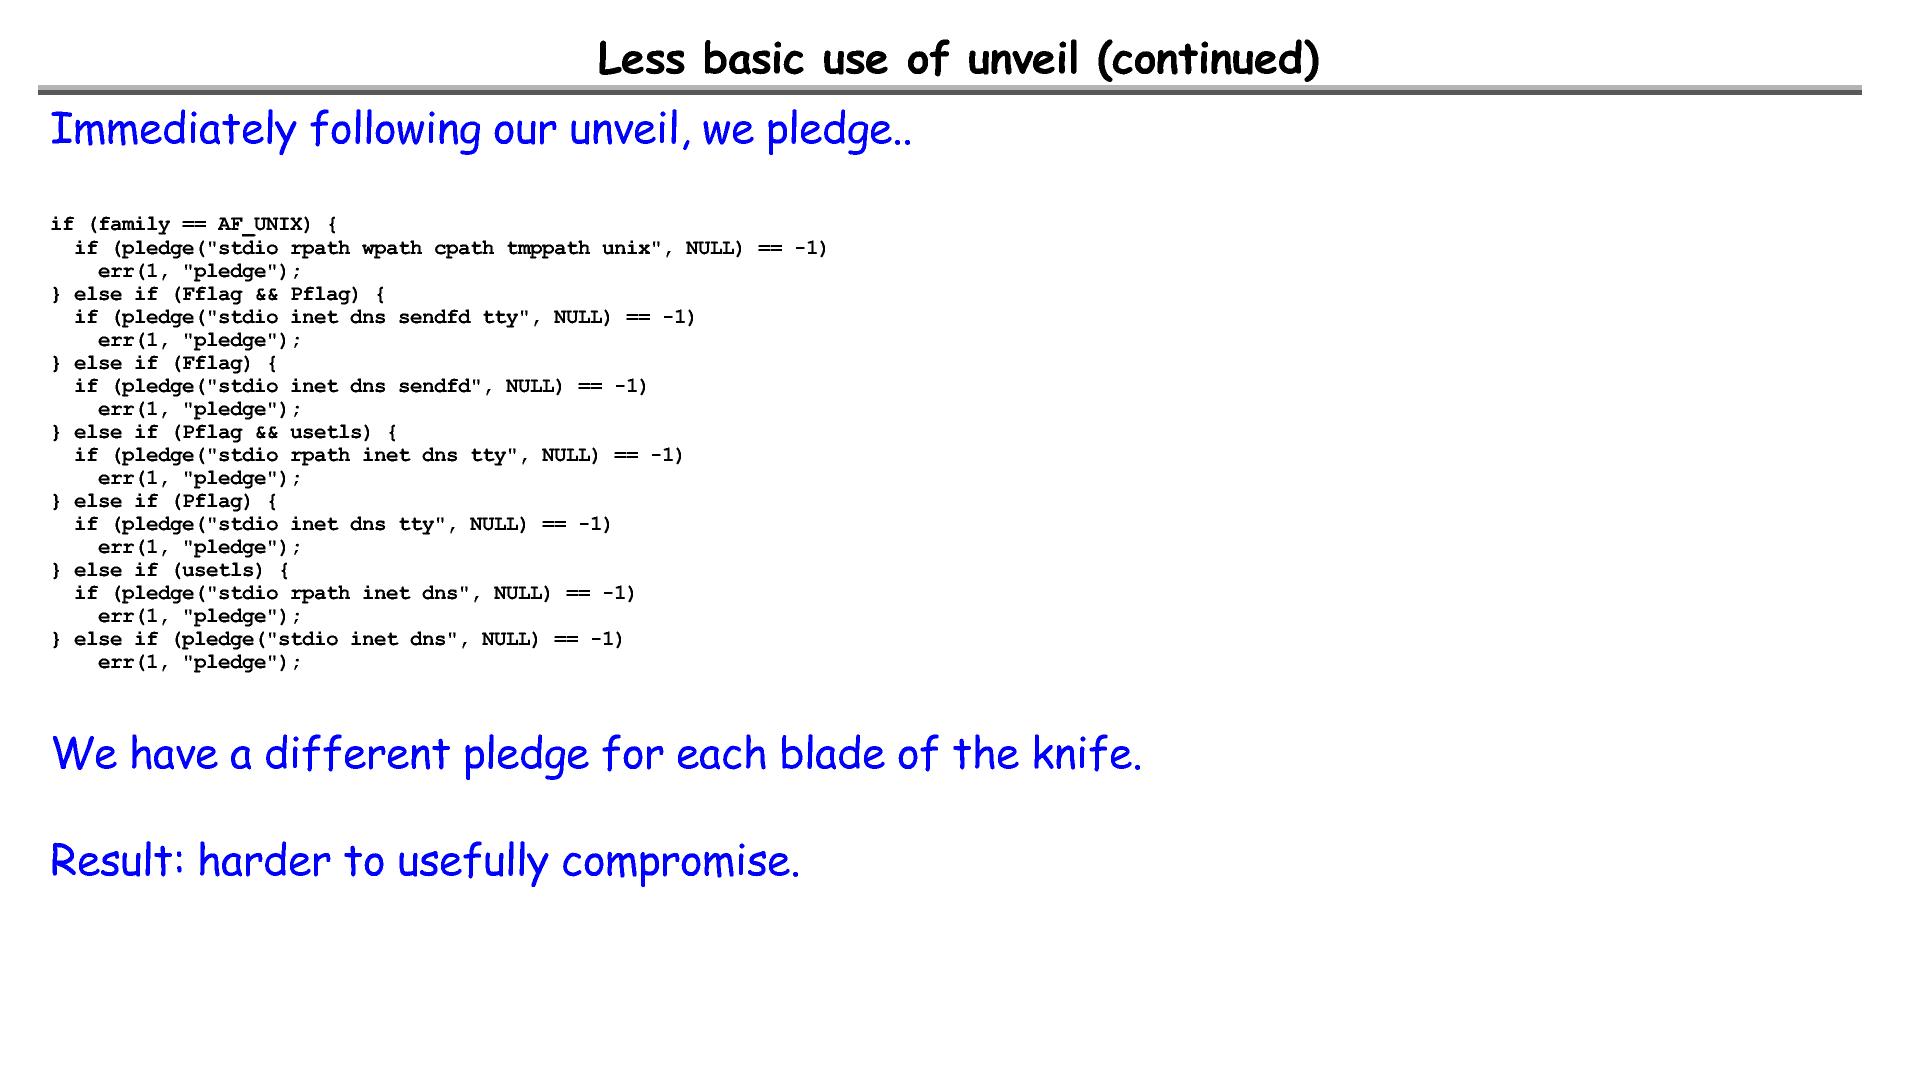 Less basic use of unveil (continued)
Immediately following our unveil, we pledge..
if (family == AF_UNIX) {
  if (pledge("stdio rpath wpath cpath tmppath unix", NULL) == -1)
    err(1, "pledge");
} else if (Fflag && Pflag) {
  if (pledge("stdio inet dns sendfd tty", NULL) == -1)
    err(1, "pledge");
} else if (Fflag) {
  if (pledge("stdio inet dns sendfd", NULL) == -1)
    err(1, "pledge");
} else if (Pflag && usetls) {
  if (pledge("stdio rpath inet dns tty", NULL) == -1)
    err(1, "pledge");
} else if (Pflag) {
  if (pledge("stdio inet dns tty", NULL) == -1)
    err(1, "pledge");
} else if (usetls) {
  if (pledge("stdio rpath inet dns", NULL) == -1)
    err(1, "pledge");
} else if (pledge("stdio inet dns", NULL) == -1)
    err(1, "pledge");
We have a different pledge for each blade of the knife.
Result: harder to usefully compromise.